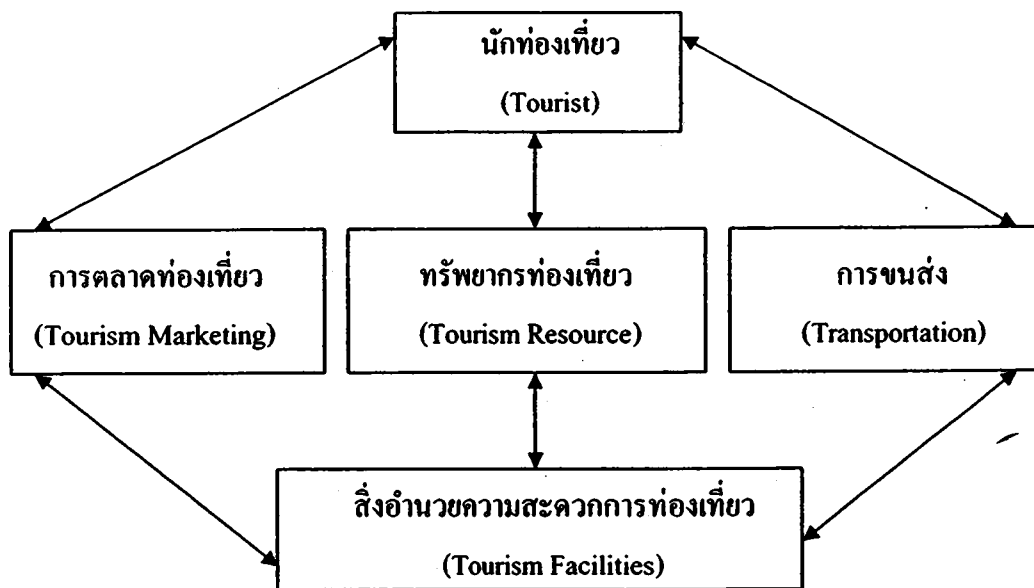 นักท่องเที่ยว
(Tourist)
การตลาดท่องเที่ยว
(Tourism Marketing)
ทรัพยากรท่องเที่ยว
(Tourism Resource)
การขนส่ง
(Transportation)
สิ่งอำนวยความสะดวกการท่องเที่ยว
(Tourism Facilities)